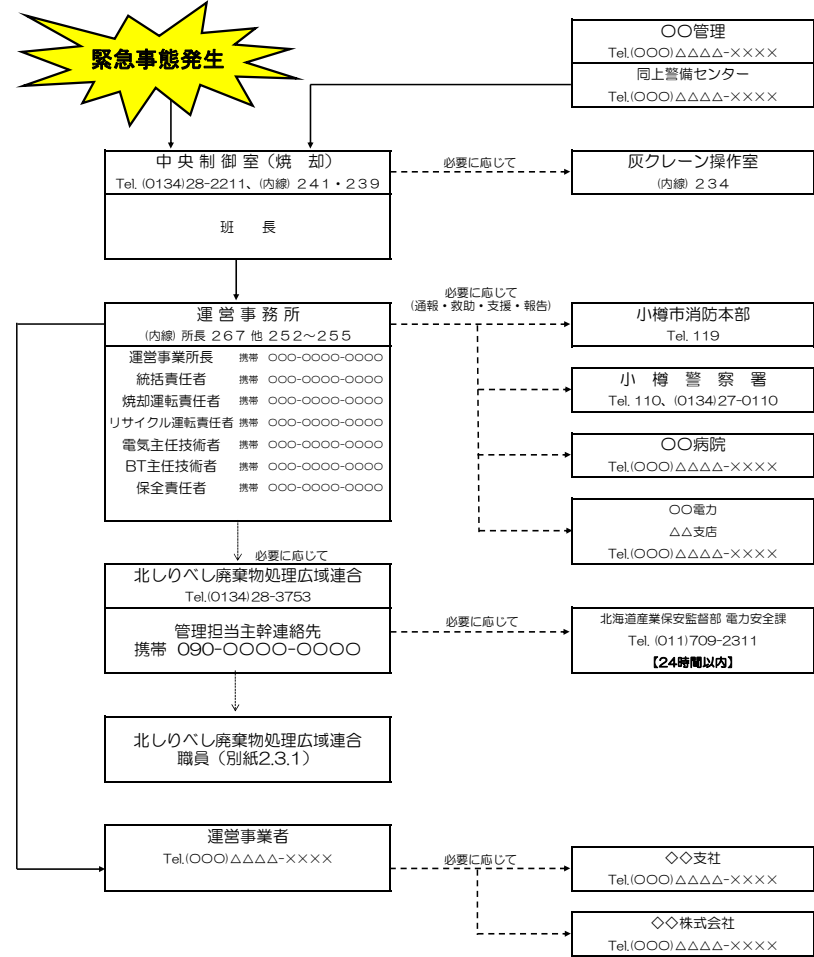 緊急事態発生
〇〇管理
Tel.(〇〇〇)△△△△-××××
同上警備センター
Tel.(〇〇〇)△△△△-××××
中央制御室（焼　却）
Tel. (0134)28-2211、(内線) 241・239
班　長
必要に応じて
灰クレーン操作室
(内線) 234
運営事務所
(内線) 所長 267 他 252～255
運営事業所長 携帯 〇〇〇-〇〇〇〇-〇〇〇〇
統括責任者 携帯 〇〇〇-〇〇〇〇-〇〇〇〇
焼却運転責任者 携帯 〇〇〇-〇〇〇〇-〇〇〇〇
リサイクル運転責任者 携帯 〇〇〇-〇〇〇〇-〇〇〇〇
電気主任技術者 携帯 〇〇〇-〇〇〇〇-〇〇〇〇
BT主任技術者 携帯 〇〇〇-〇〇〇〇-〇〇〇〇
保全責任者 携帯 〇〇〇-〇〇〇〇-〇〇〇〇
必要に応じて
(通報・救助・支援・報告)
小樽市消防本部
Tel. 119
小樽警察署
Tel. 110、(0134)27-0110
〇〇病院
Tel.(〇〇〇)△△△△-××××
〇〇電力
△△支店
Tel.(〇〇〇)△△△△-××××
必要に応じて
北しりべし廃棄物処理広域連合
Tel.(0134)28-3753
管理担当主幹連絡先
携帯 090-〇〇〇〇-〇〇〇〇
必要に応じて
北海道産業保安監督部 電力安全課
Tel. (011)709-2311
【24時間以内】
北しりべし廃棄物処理広域連合
職員（別紙2.3.1）
運営事業者
Tel.(〇〇〇)△△△△-××××
必要に応じて
◇◇支社
Tel.(〇〇〇)△△△△-××××
◇◇株式会社
Tel.(〇〇〇)△△△△-××××